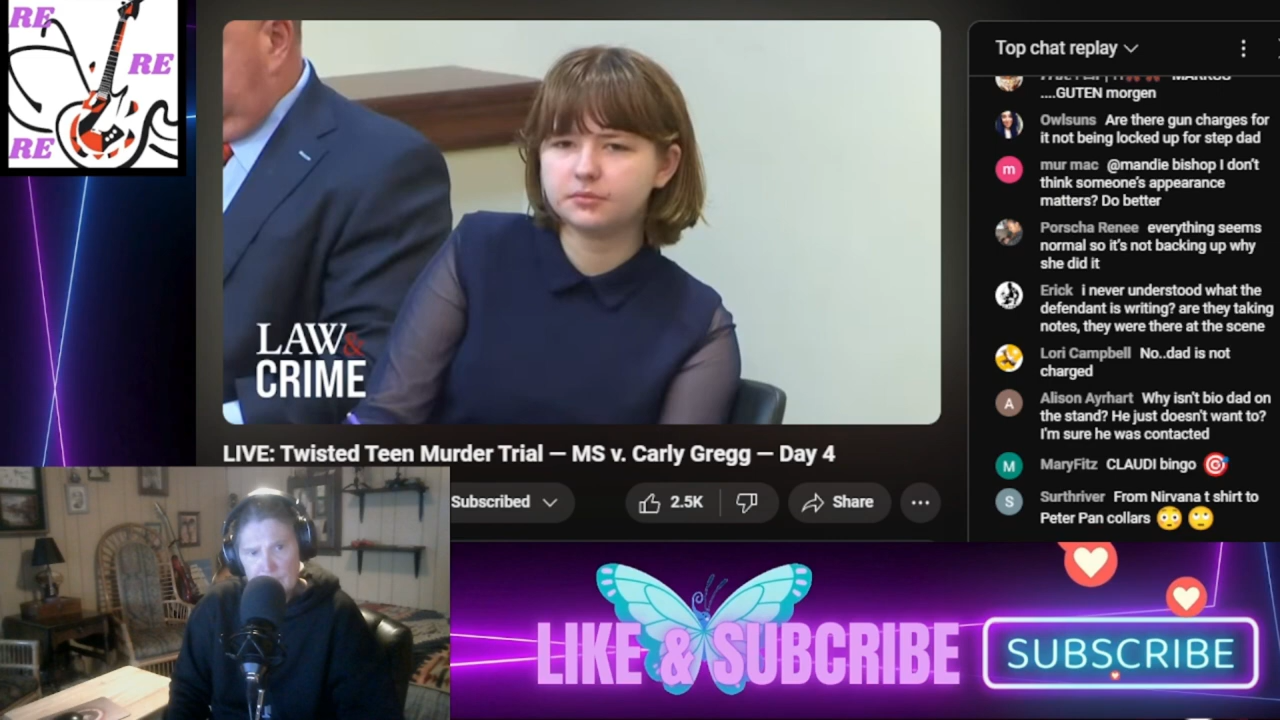 RE
RE
RE
LAW&
CRIME
LIVE: Twisted Teen Murder Trial – MS v. Carly Gregg – Day 4
Subscribed
2.5K
Share
Top chat replay
MARKUS
....GUTEN morgen
Owlsuns Are there gun charges for
it not being locked up for step dad
m
mur mac @mandie bishop I don't
think someone's appearance
matters? Do better
Porscha Renee everything seems
normal so it's not backing up why
she did it
Erick i never understood what the
defendant is writing? are they taking
notes, they were there at the scene
Lori Campbell No..dad is not
charged
A
Alison Ayrhart Why isn't bio dad on
the stand? He just doesn't want to?
I'm sure he was contacted
M
MaryFitz CLAUDI bingo 🎯
S
Surthriver From Nirvana t shirt to
Peter Pan collars 😳 🙄
LIKE & SUBCRIBE
SUBSCRIBE